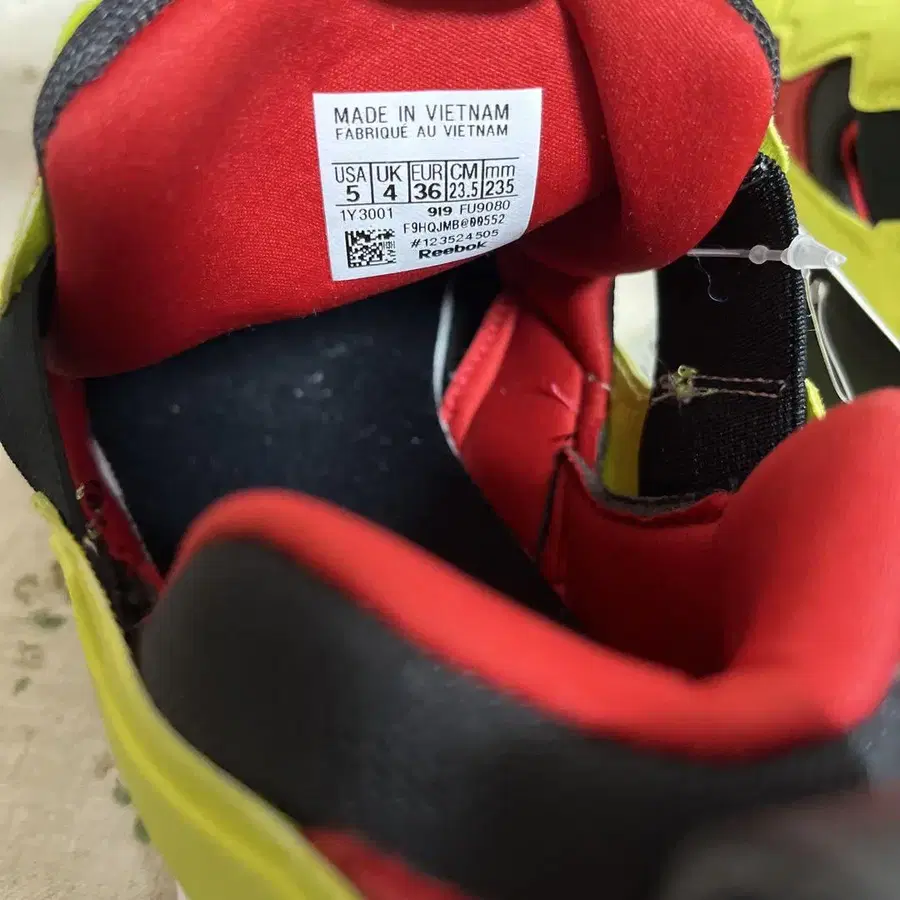 MADE IN VIETNAM
FABRIQUÉ AU VIETNAM
USA UK EUR CM mm
5 4 36 23.5 235
1Y3001 919 FU9080
F9HQJMB@00552
#123524505
Reebok